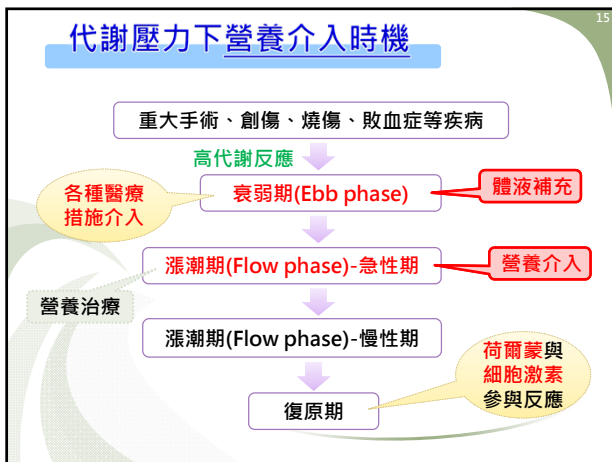 15
代謝壓力下營養介入時機
重大手術、創傷、燒傷、敗血症等疾病
高代謝反應
各種醫療
措施介入
衰弱期(Ebb phase)
體液補充
漲潮期(Flow phase)-急性期
營養介入
營養治療
漲潮期(Flow phase)-慢性期
荷爾蒙與
細胞激素
參與反應
復原期